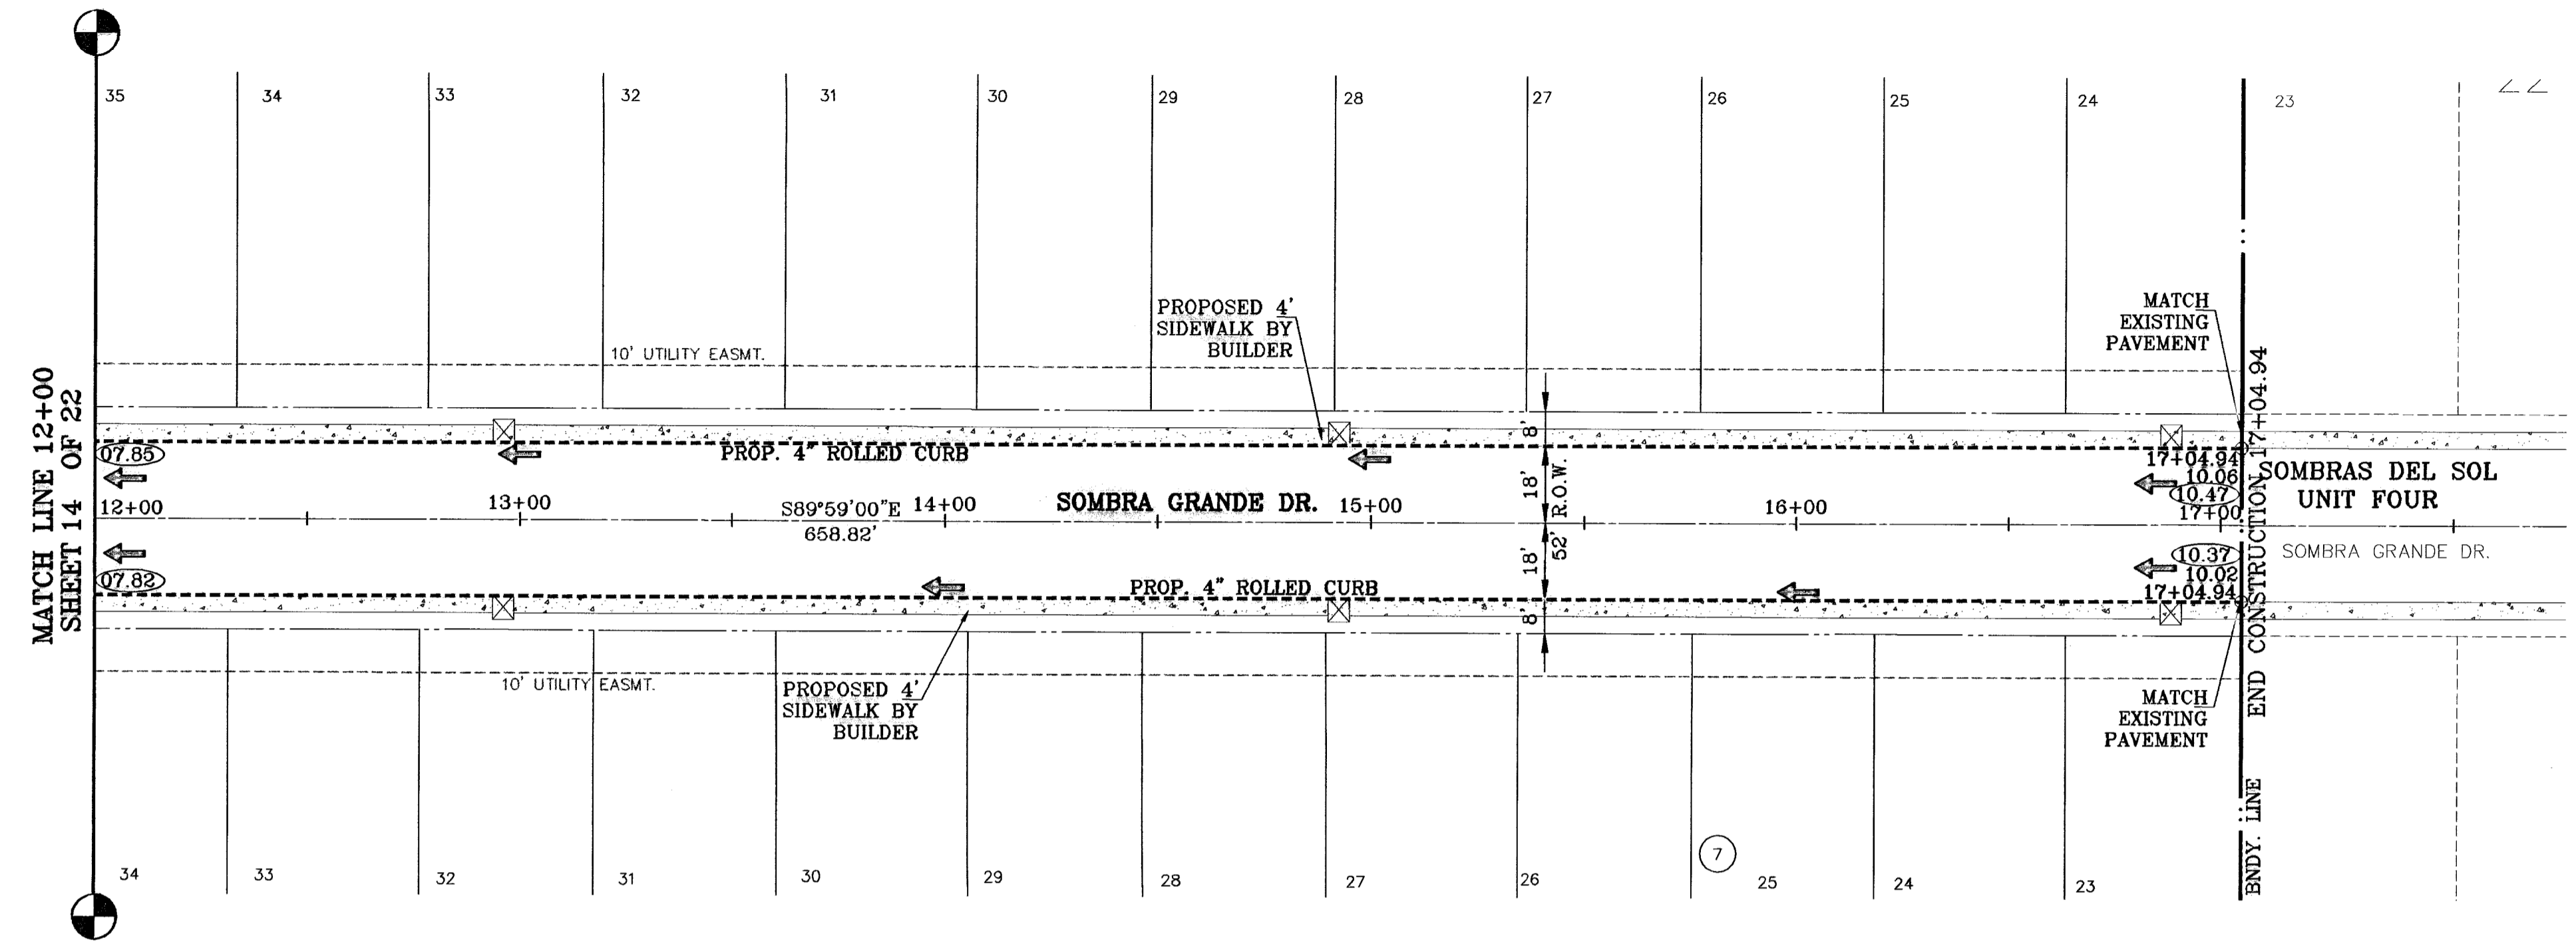 35 34 33 32 31 30 29 28 27 26 25 24 23 22
PROPOSED 4'
SIDEWALK BY
BUILDER
MATCH
EXISTING
PAVEMENT
10' UTILITY EASMT.
MATCH LINE 12+00
SHEET 14 OF 22
07.85
PROP. 4" ROLLED CURB
12+00 13+00 14+00 15+00 16+00 17+00
S89°59'00"E
658.82'
SOMBRA GRANDE DR.
8'
18'
18'
8'
52' R.O.W.
17+04.94
10.06
10.47
10.37
10.02
17+04.94
END CONSTRUCTION 17+04.94
BNDY. LINE
SOMBRAS DEL SOL
UNIT FOUR
SOMBRA GRANDE DR.
07.82
PROP. 4" ROLLED CURB
10' UTILITY EASMT.
PROPOSED 4'
SIDEWALK BY
BUILDER
MATCH
EXISTING
PAVEMENT
7
34 33 32 31 30 29 28 27 26 25 24 23